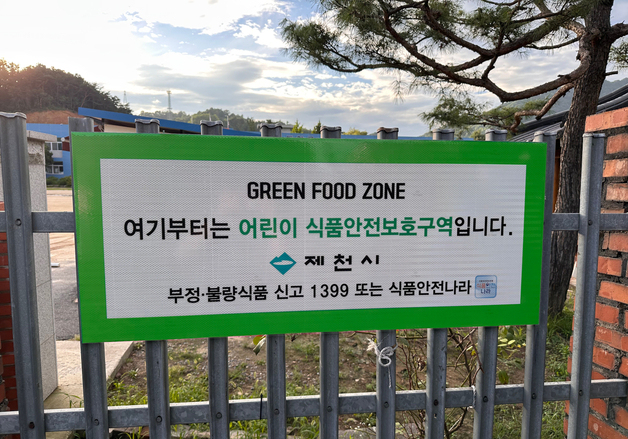 GREEN FOOD ZONE
여기부터는 어린이 식품안전보호구역입니다.
제천시
부정·불량식품 신고 1399 또는 식품안전나라